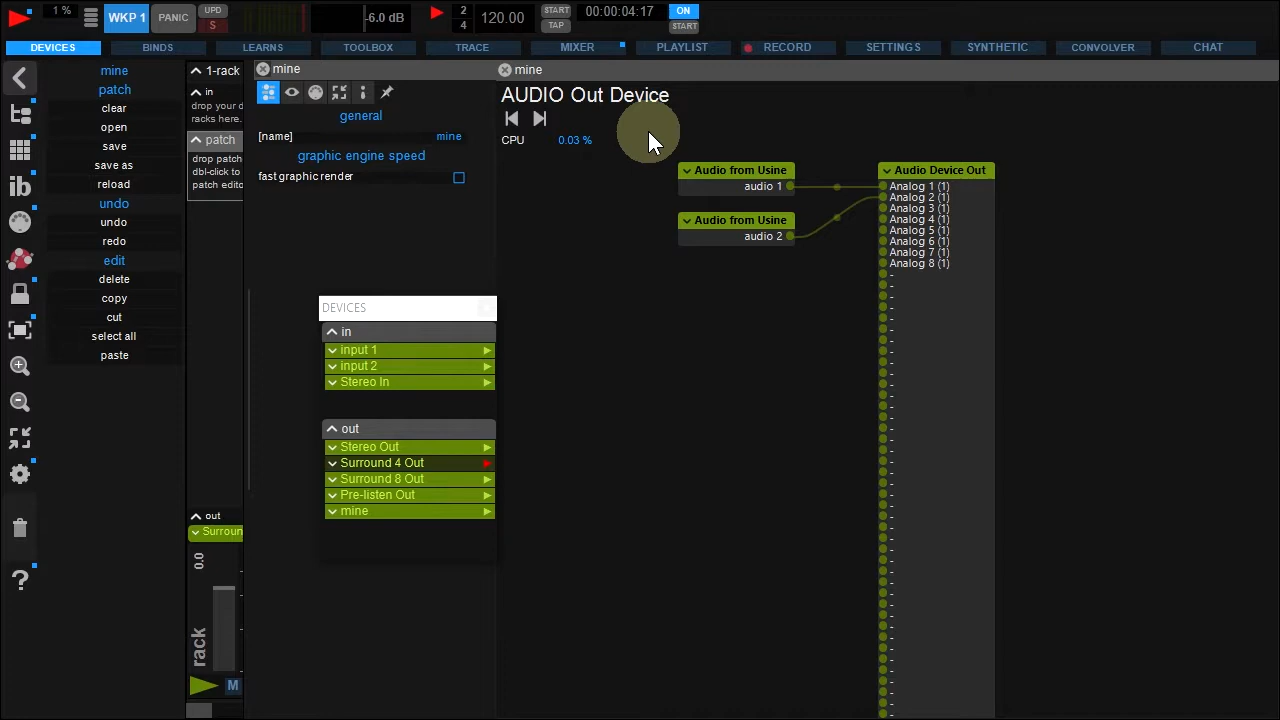 1 %
WKP 1
PANIC
UPD
S
-6.0 dB
2
4
120.00
START
TAP
00:00:04:17
ON
START
DEVICES
BINDS
LEARNS
TOOLBOX
TRACE
MIXER
PLAYLIST
RECORD
SETTINGS
SYNTHETIC
CONVOLVER
CHAT
mine
patch
clear
open
save
save as
reload
undo
undo
redo
edit
delete
copy
cut
select all
paste
ib
?
1-rack
in
drop your d
racks here.
patch
drop patch
dbl-click to
patch edito
out
Surroun
0.0
rack
M
mine
general
[name] mine
graphic engine speed
fast graphic render
DEVICES
in
input 1
input 2
Stereo In
out
Stereo Out
Surround 4 Out
Surround 8 Out
Pre-listen Out
mine
mine
AUDIO Out Device
CPU 0.03 %
Audio from Usine
audio 1
Audio from Usine
audio 2
Audio Device Out
Analog 1 (1)
Analog 2 (1)
Analog 3 (1)
Analog 4 (1)
Analog 5 (1)
Analog 6 (1)
Analog 7 (1)
Analog 8 (1)